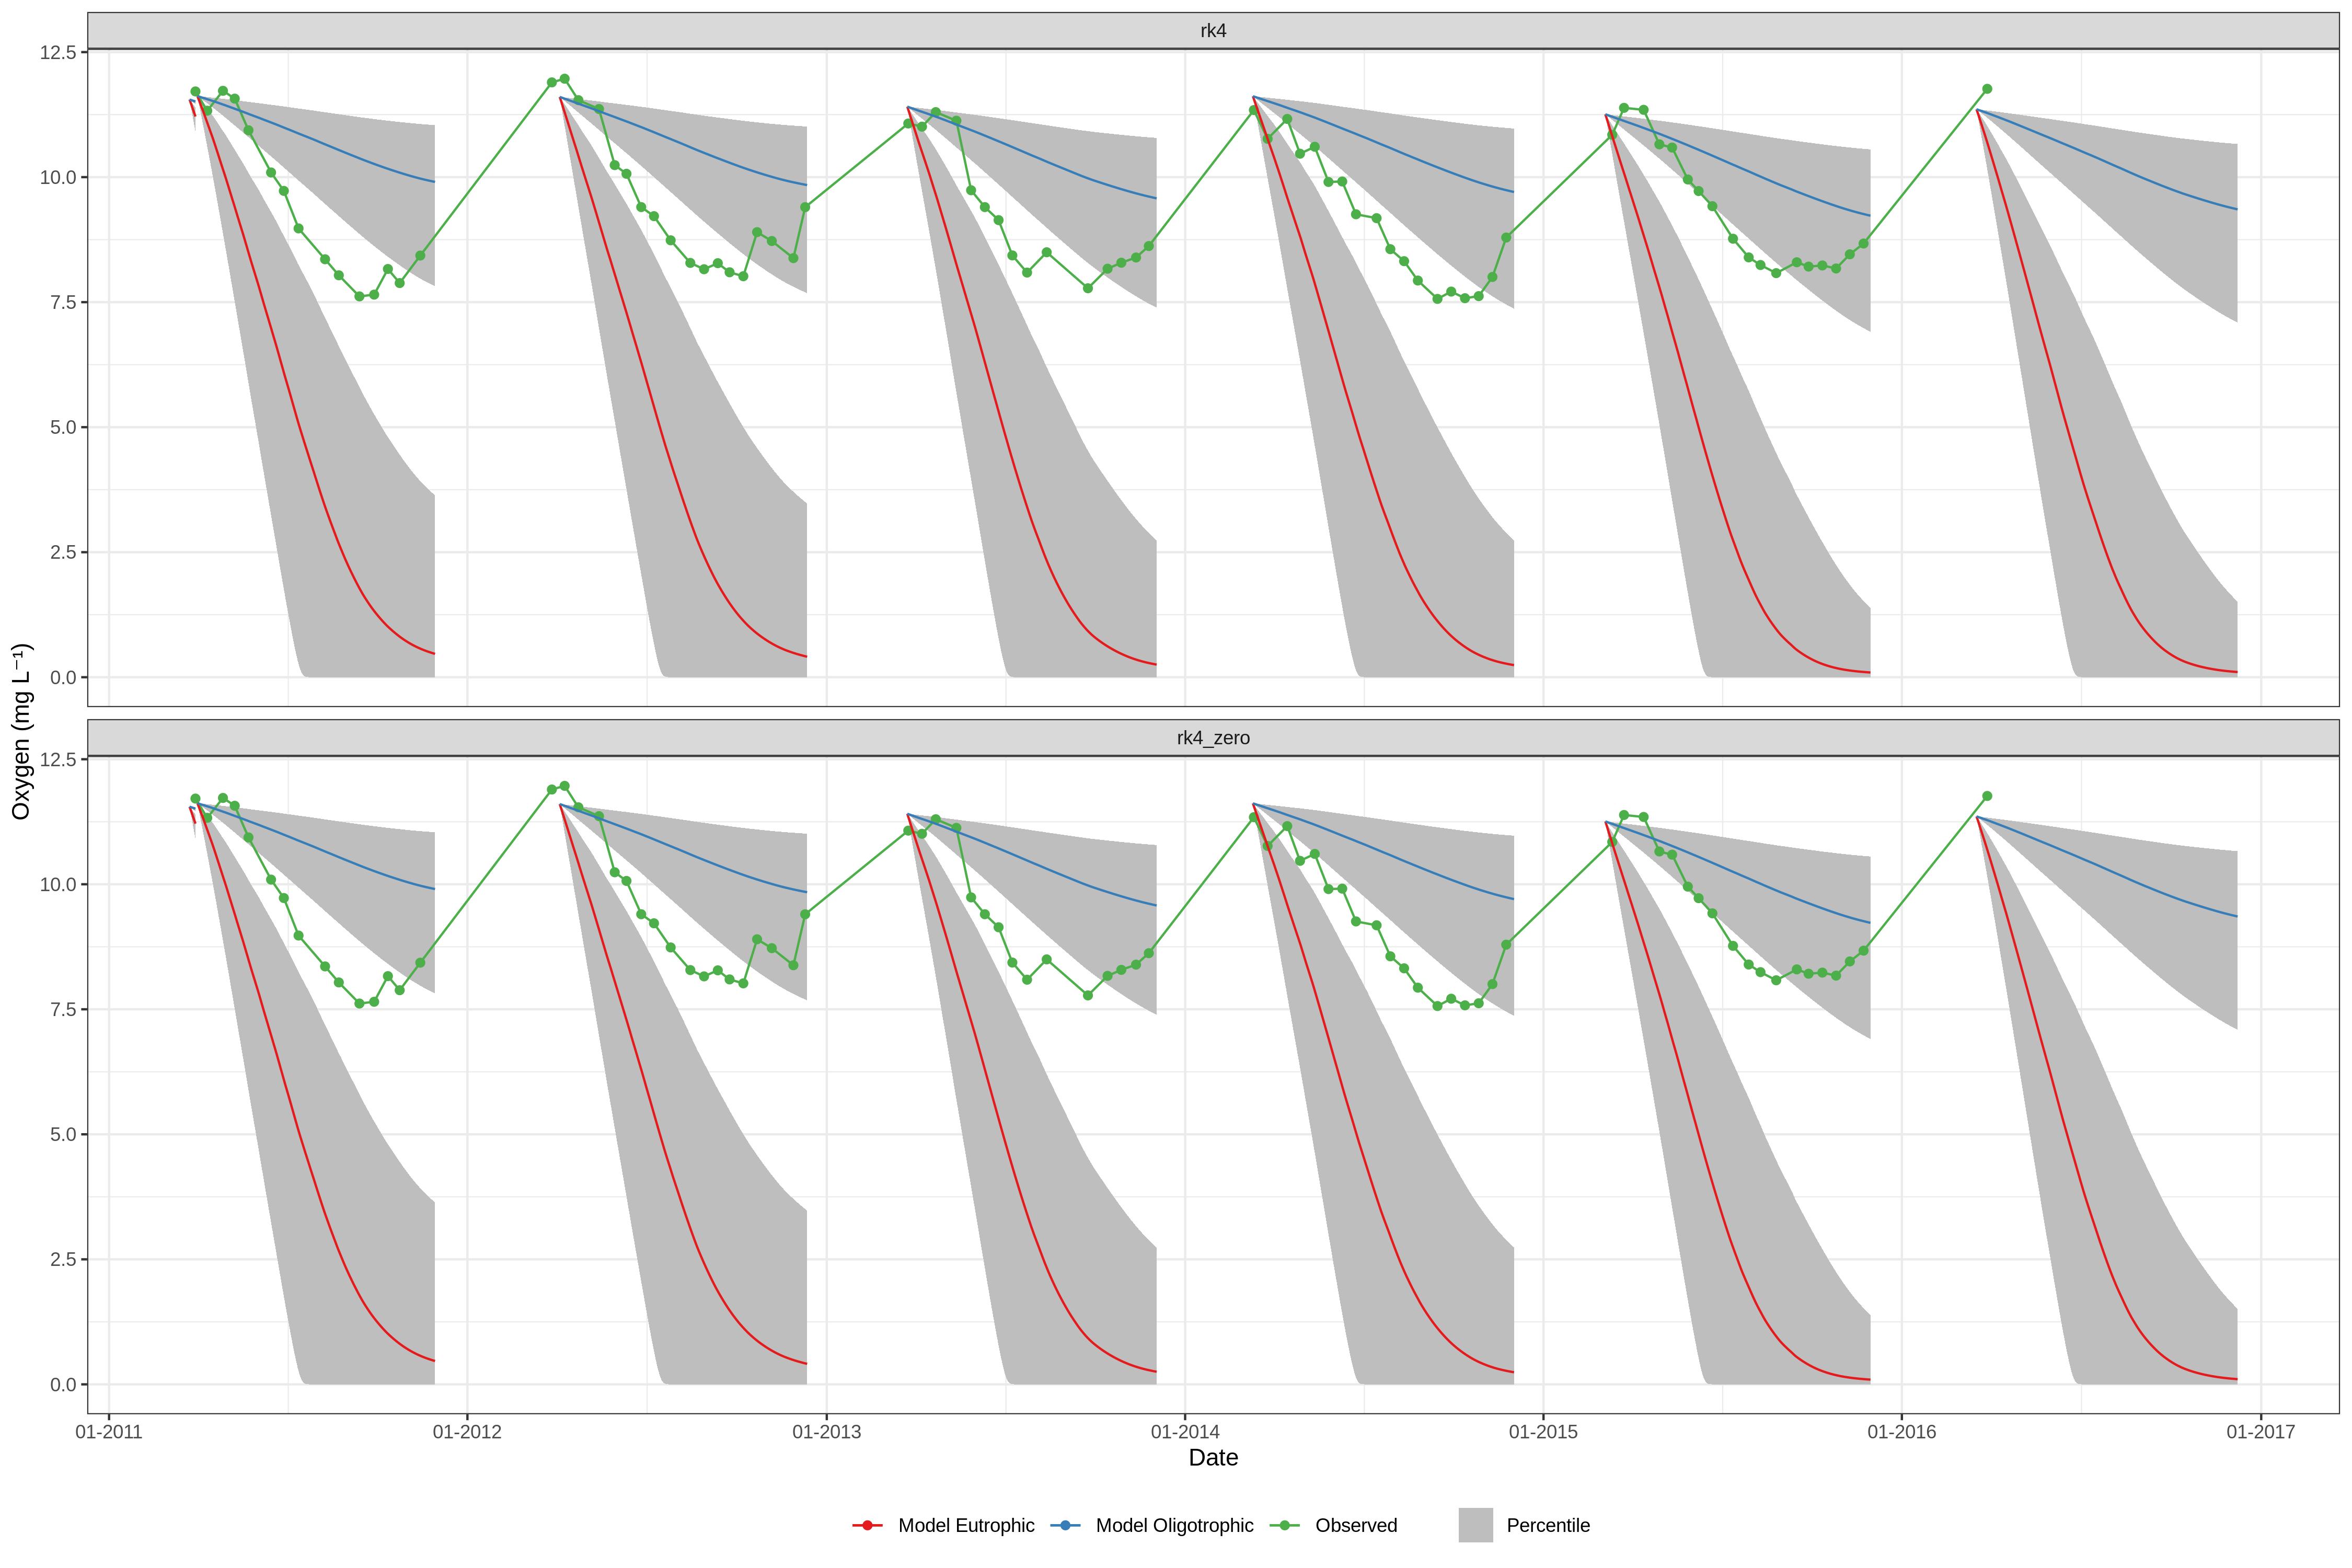 rk4
12.5
10.0
7.5
5.0
2.5
0.0
rk4_zero
12.5
10.0
7.5
5.0
2.5
0.0
Oxygen (mg L⁻¹)
01-2011 01-2012 01-2013 01-2014 01-2015 01-2016 01-2017
Date
Model Eutrophic Model Oligotrophic Observed Percentile